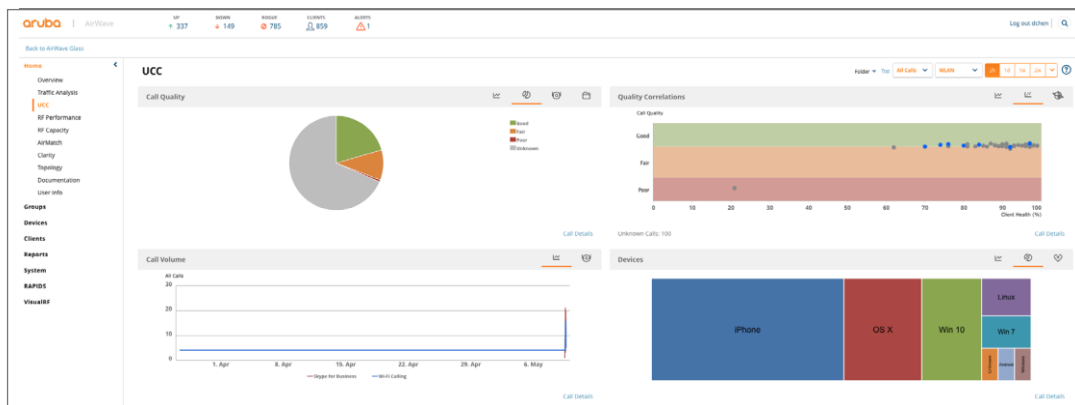 aruba | AirWave
UP
↑ 337
DOWN
↓ 149
ROGUE
785
CLIENTS
859
ALERTS
1
Log out dchen
Back to AirWave Glass
Home
Overview
Traffic Analysis
UCC
RF Performance
RF Capacity
AirMatch
Clarity
Topology
Documentation
User Info
Groups
Devices
Clients
Reports
System
RAPIDS
VisualRF
UCC
Folder
Top
All Calls
WLAN
1d
1w
Call Quality
Good
Fair
Poor
Unknown
Call Details
Quality Correlations
Call Quality
Good
Fair
Poor
0 10 20 30 40 50 60 70 80 90 100
Client Health (%)
Unknown Calls: 100
Call Details
Call Volume
All Calls
30
20
10
0
1. Apr 8. Apr 15. Apr 22. Apr 29. Apr 6. May
Skype for Business Wi-Fi Calling
Call Details
Devices
iPhone
OS X
Win 10
Linux
Win 7
Call Details